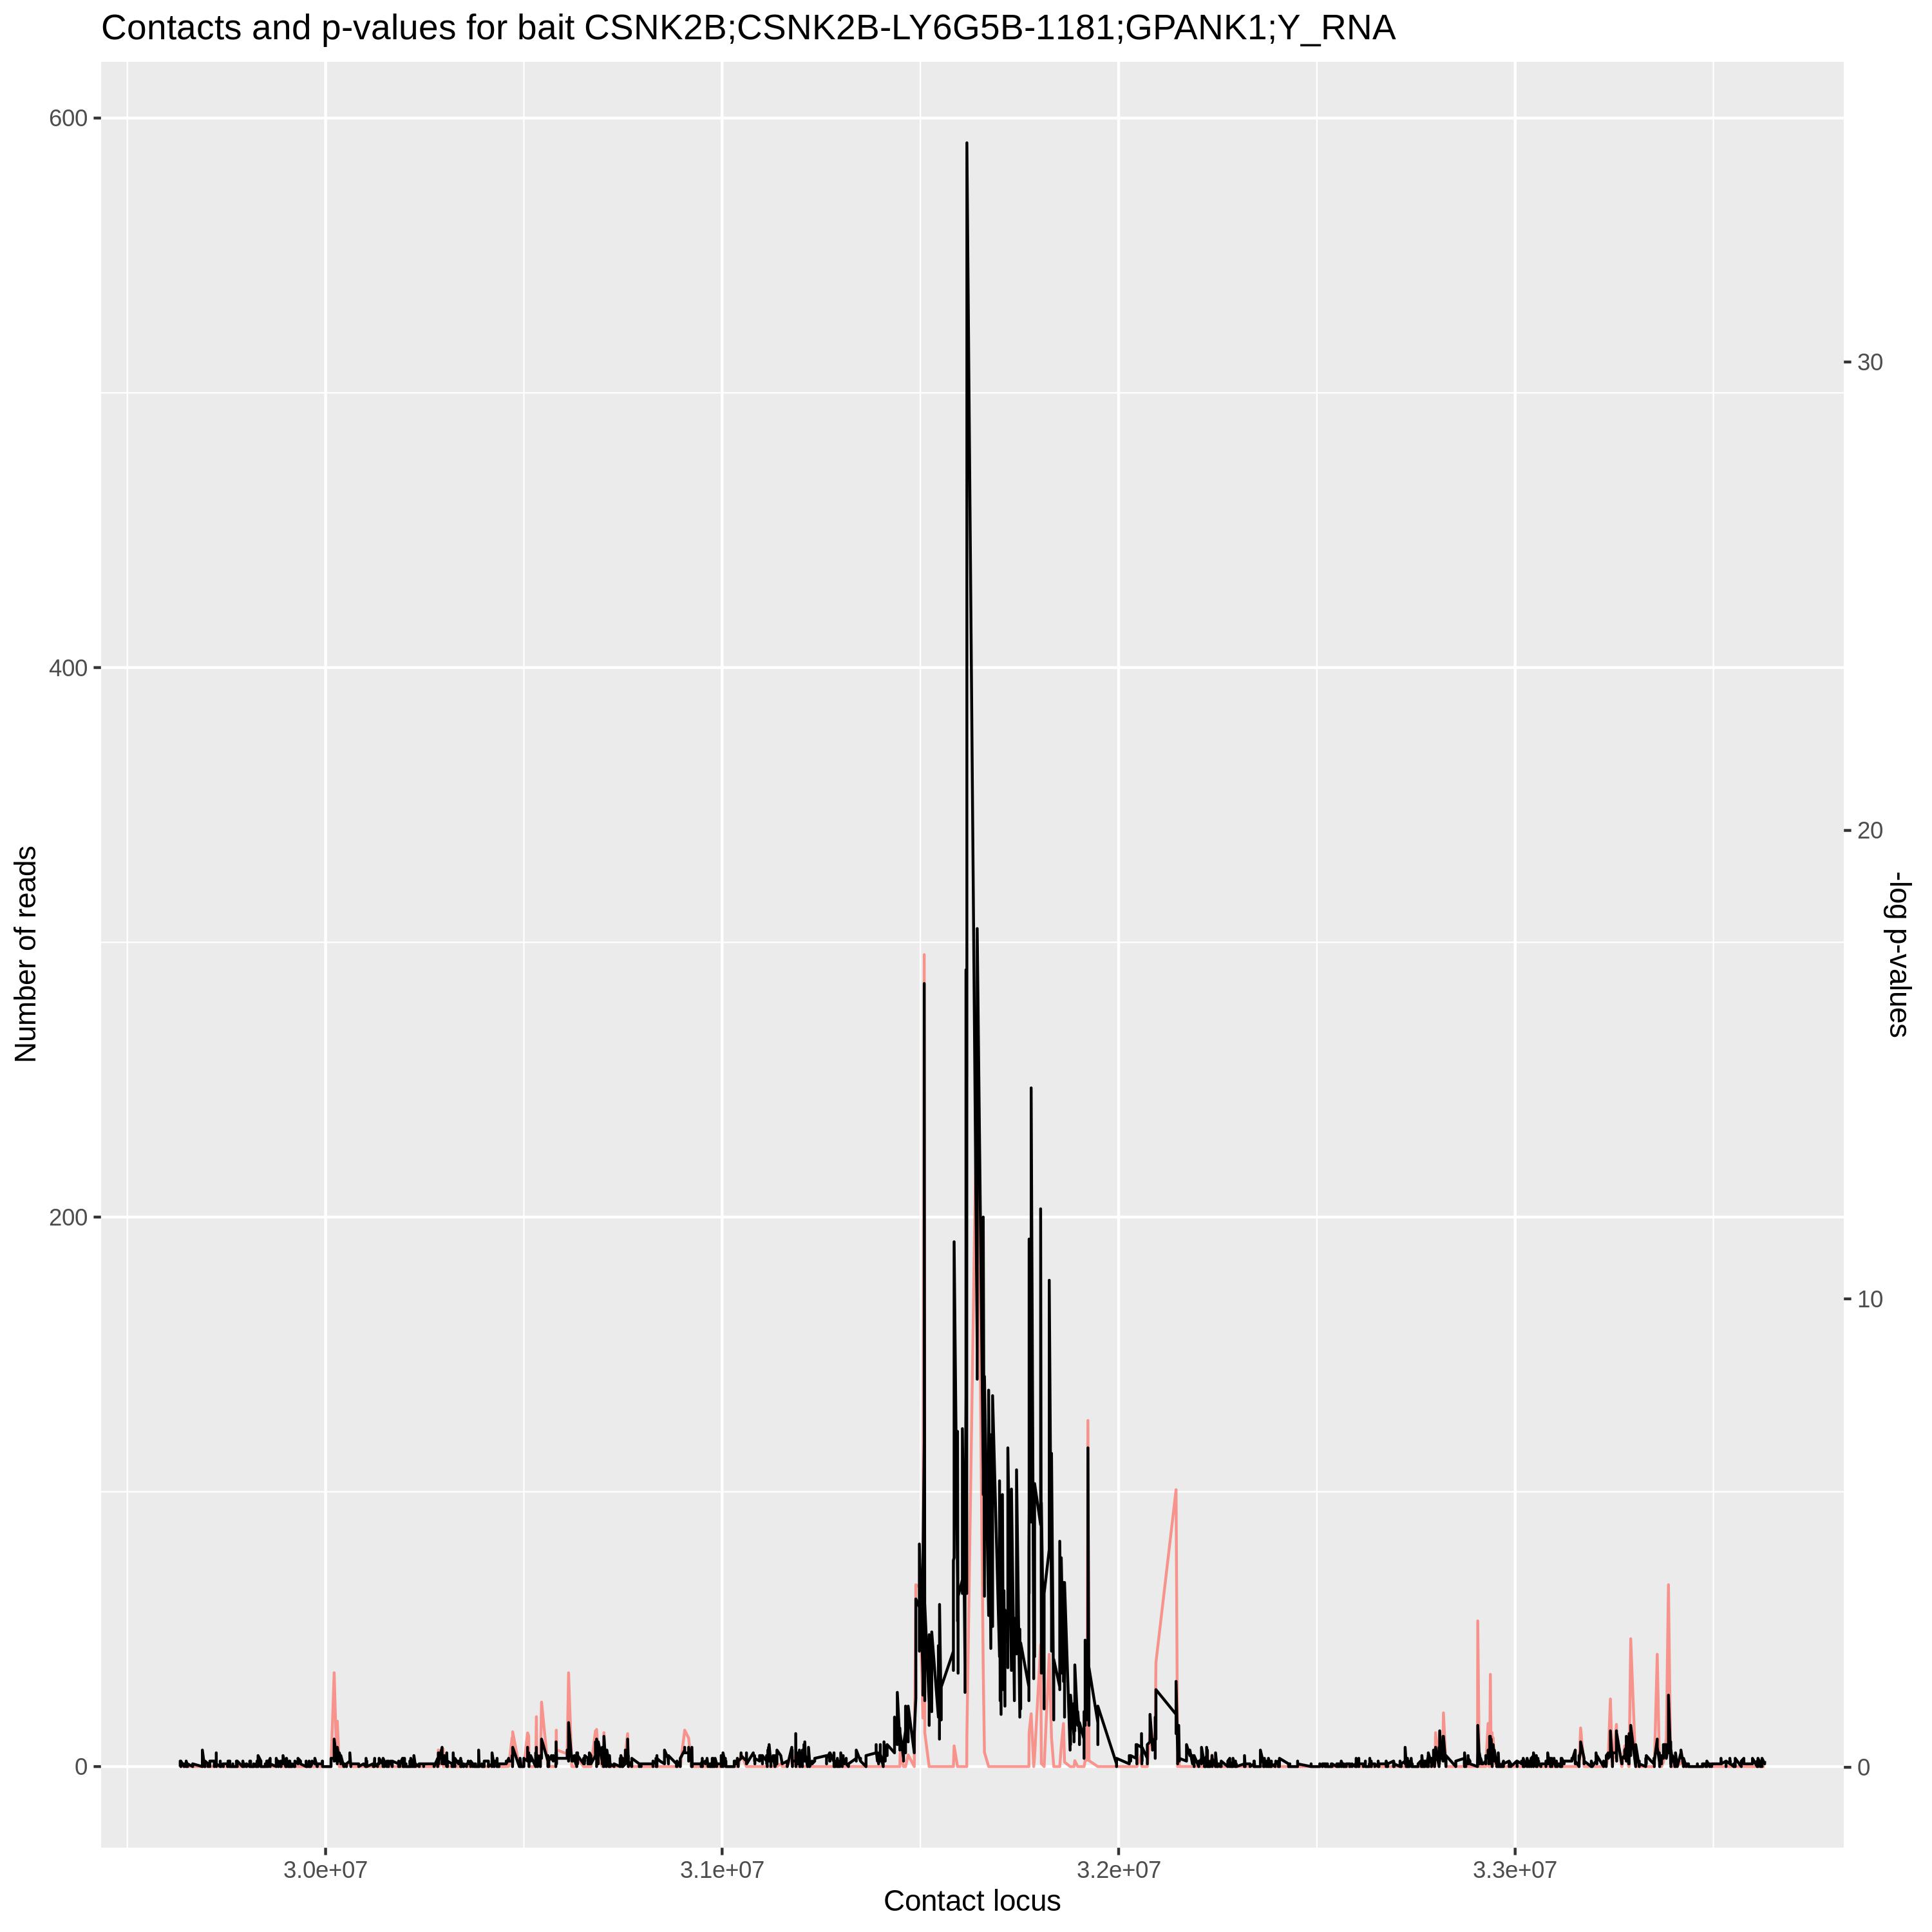 Contacts and p-values for bait CSNK2B;CSNK2B-LY6G5B-1181;GPANK1;Y_RNA
600
400
200
0
Number of reads
30
20
10
0
-log p-values
3.0e+07 3.1e+07 3.2e+07 3.3e+07
Contact locus